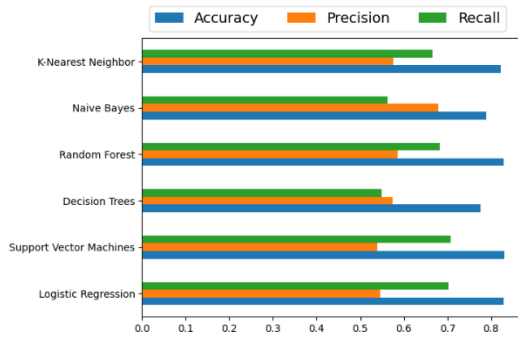 Accuracy Precision Recall
K-Nearest Neighbor
Naive Bayes
Random Forest
Decision Trees
Support Vector Machines
Logistic Regression
0.0 0.1 0.2 0.3 0.4 0.5 0.6 0.7 0.8